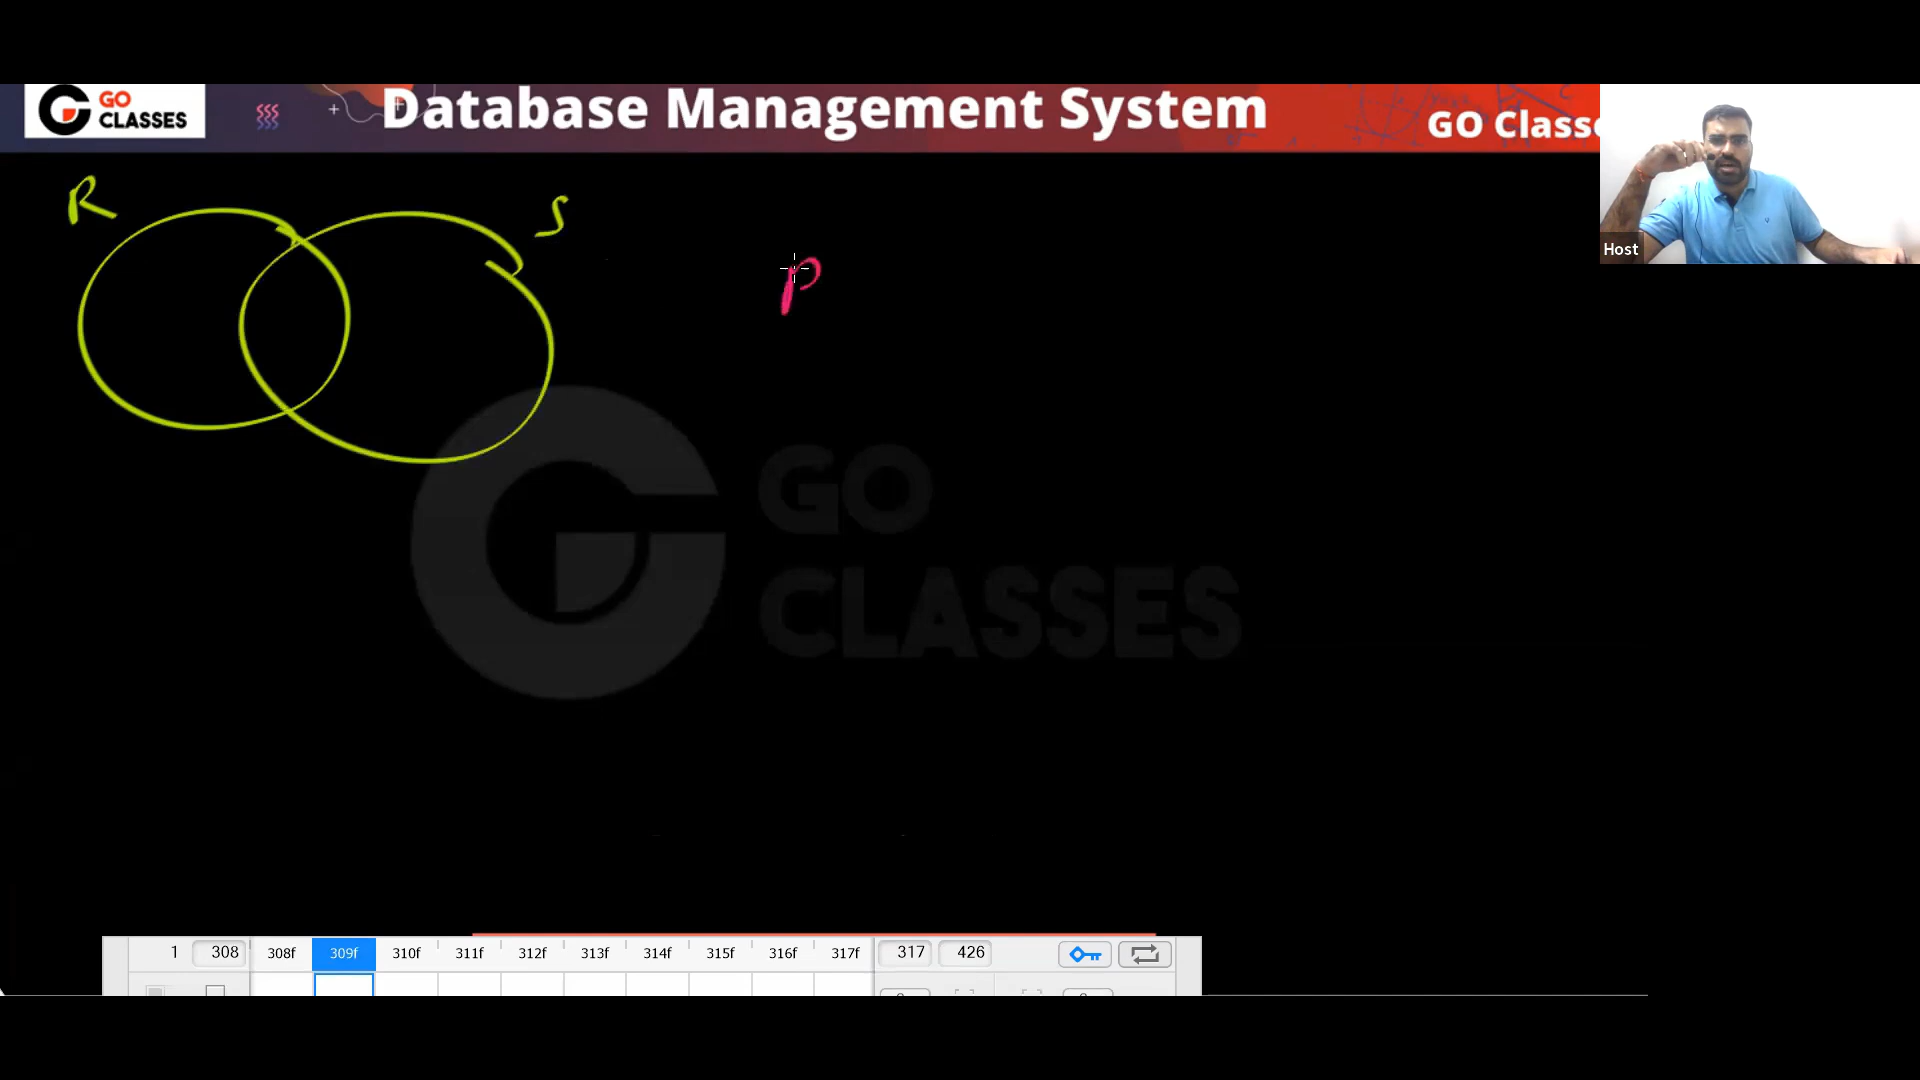 GO
CLASSES
Database Management System
GO Classe
Host
R
S
P
GO
CLASSES
1 308 308f 309f 310f 311f 312f 313f 314f 315f 316f 317f 317 426